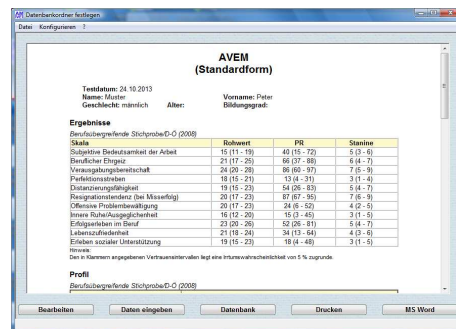 Datenbankordner festlegen
Datei Konfigurieren ?
AVEM
(Standardform)
Testdatum: 24.10.2013
Name: Muster Vorname: Peter
Geschlecht: männlich Alter: Bildungsgrad:
Ergebnisse
Berufsübergreifende Stichprobe/D-Ö (2008)
Skala Rohwert PR Stanine
Subjektive Bedeutsamkeit der Arbeit 15 (11 - 19) 40 (15 - 72) 5 (3 - 6)
Beruflicher Ehrgeiz 21 (17 - 25) 66 (37 - 88) 6 (4 - 7)
Verausgabungsbereitschaft 24 (20 - 28) 86 (60 - 97) 7 (5 - 9)
Perfektionsstreben 18 (15 - 21) 13 (4 - 31) 3 (1 - 4)
Distanzierungsfähigkeit 19 (15 - 23) 54 (26 - 83) 5 (4 - 7)
Resignationstendenz (bei Misserfolg) 20 (17 - 23) 87 (67 - 95) 7 (6 - 9)
Offensive Problembewältigung 20 (17 - 23) 24 (6 - 52) 4 (2 - 5)
Innere Ruhe/Ausgeglichenheit 16 (12 - 20) 15 (3 - 45) 3 (1 - 5)
Erfolgserleben im Beruf 23 (20 - 26) 52 (26 - 81) 5 (4 - 7)
Lebenszufriedenheit 21 (18 - 24) 34 (13 - 64) 4 (3 - 6)
Erleben sozialer Unterstützung 19 (15 - 23) 18 (4 - 48) 3 (1 - 5)
Hinweis:
Den in Klammern angegebenen Vertrauensintervallen liegt eine Irrtumswahrscheinlichkeit von 5 % zugrunde.
Profil
Berufsübergreifende Stichprobe/D-Ö (2008)
Bearbeiten Daten eingeben Datenbank Drucken MS Word